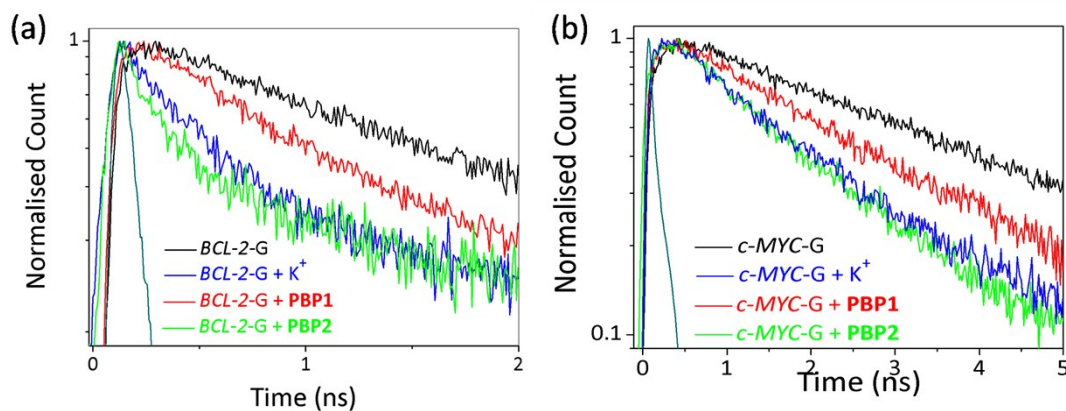 (a)
Normalised Count
1
BCL-2-G
BCL-2-G + K⁺
BCL-2-G + PBP1
BCL-2-G + PBP2
0
1
2
Time (ns)
(b)
Normalised Count
1
0.1
c-MYC-G
c-MYC-G + K⁺
c-MYC-G + PBP1
c-MYC-G + PBP2
0
1
2
3
4
5
Time (ns)